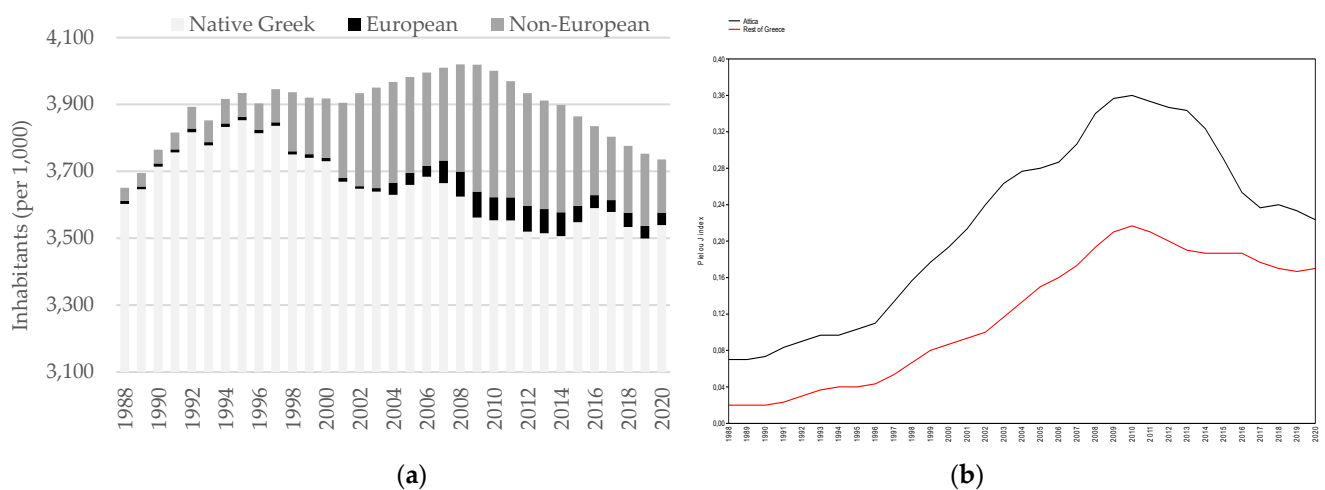 Native Greek European Non-European
4,100
3,900
3,700
3,500
3,300
3,100
Inhabitants (per 1,000)
1988 1990 1992 1994 1996 1998 2000 2002 2004 2006 2008 2010 2012 2014 2016 2018 2020
(a)
Attica
Rest of Greece
0,40
0,36
0,32
0,28
0,24
0,20
0,16
0,12
0,08
0,04
0,00
Pielou J index
1988 1989 1990 1991 1992 1993 1994 1995 1996 1997 1998 1999 2000 2001 2002 2003 2004 2005 2006 2007 2008 2009 2010 2011 2012 2013 2014 2015 2016 2017 2018 2019 2020
(b)